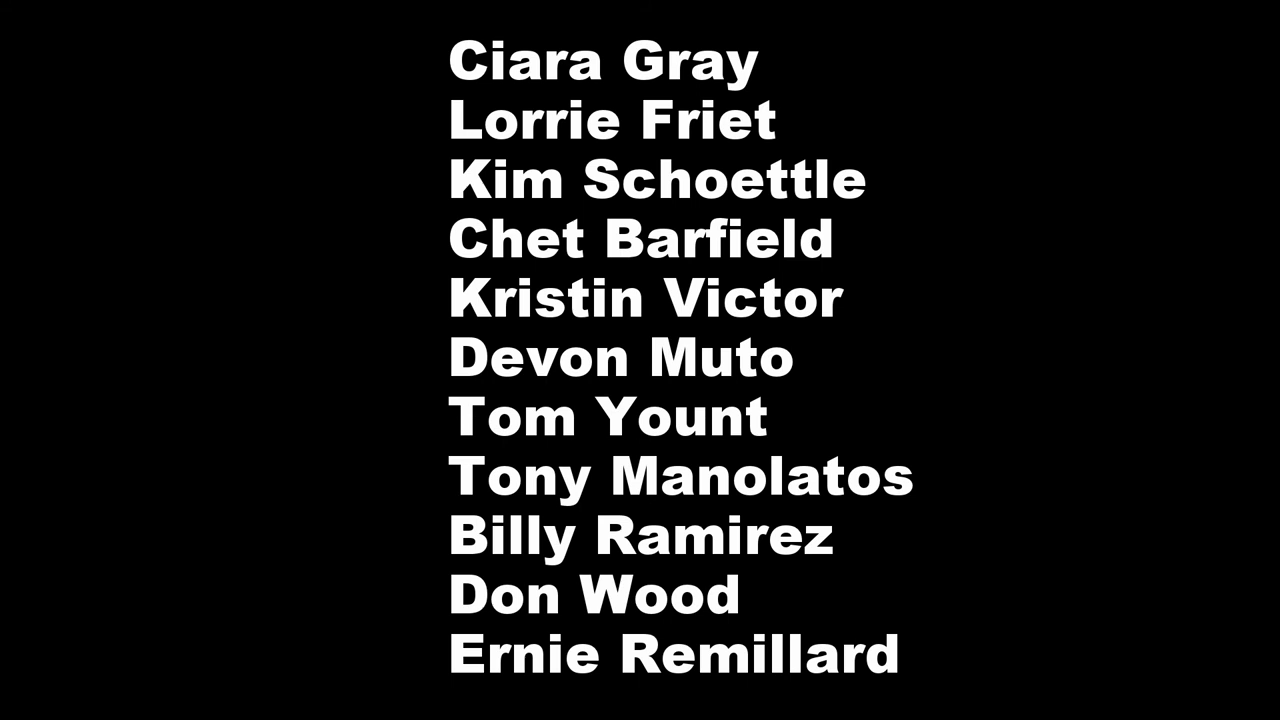 Ciara Gray
Lorrie Friet
Kim Schoettle
Chet Barfield
Kristin Victor
Devon Muto
Tom Yount
Tony Manolatos
Billy Ramirez
Don Wood
Ernie Remillard